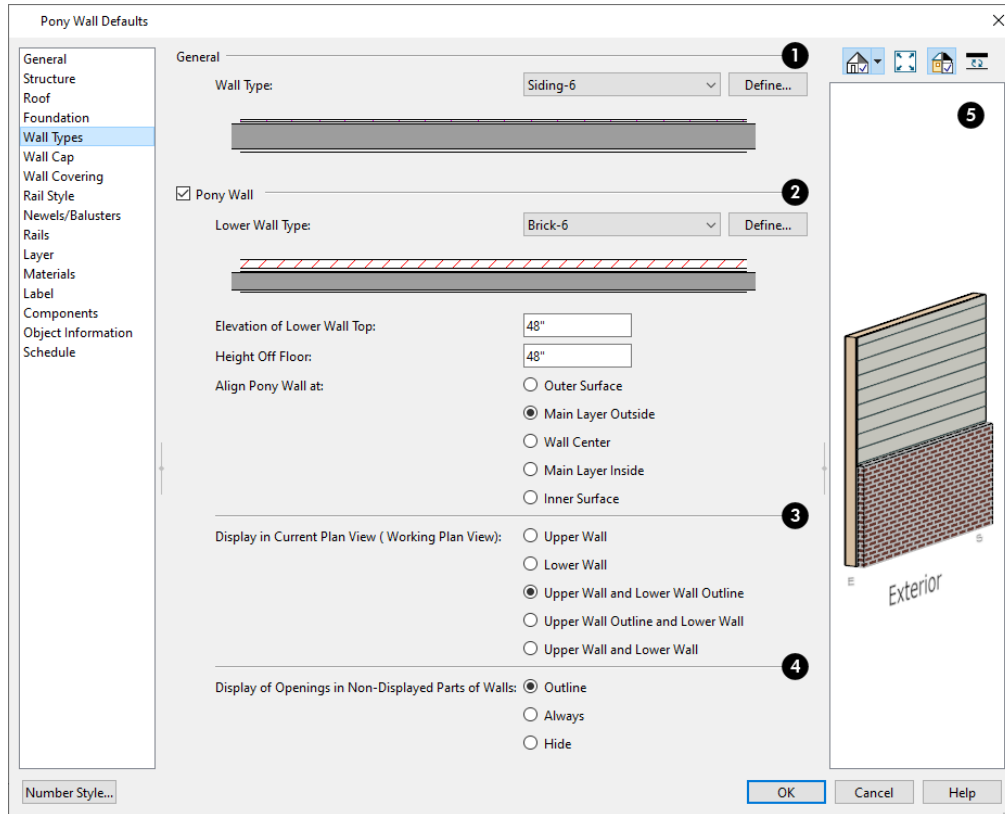 Pony Wall Defaults
General
Structure
Roof
Foundation
Wall Types
Wall Cap
Wall Covering
Rail Style
Newels/Balusters
Rails
Layer
Materials
Label
Components
Object Information
Schedule
General 1
Wall Type: Siding-6 Define...
Pony Wall 2
Lower Wall Type: Brick-6 Define...
Elevation of Lower Wall Top: 48"
Height Off Floor: 48"
Align Pony Wall at: Outer Surface
Main Layer Outside
Wall Center
Main Layer Inside
Inner Surface
3
Display in Current Plan View ( Working Plan View): Upper Wall
Lower Wall
Upper Wall and Lower Wall Outline
Upper Wall Outline and Lower Wall
Upper Wall and Lower Wall
4
Display of Openings in Non-Displayed Parts of Walls: Outline
Always
Hide
5
E
S
Exterior
Number Style...
OK Cancel Help